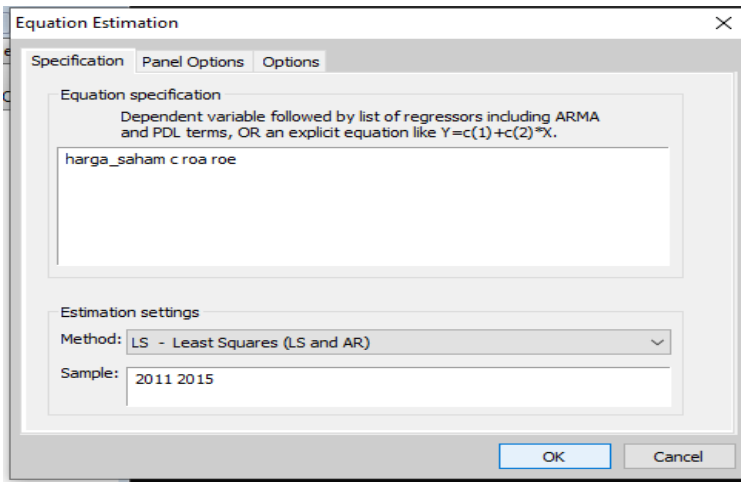 Equation Estimation
Specification Panel Options Options
Equation specification
Dependent variable followed by list of regressors including ARMA
and PDL terms, OR an explicit equation like Y=c(1)+c(2)*X.
harga_saham c roa roe
Estimation settings
Method: LS - Least Squares (LS and AR)
Sample: 2011 2015
OK Cancel